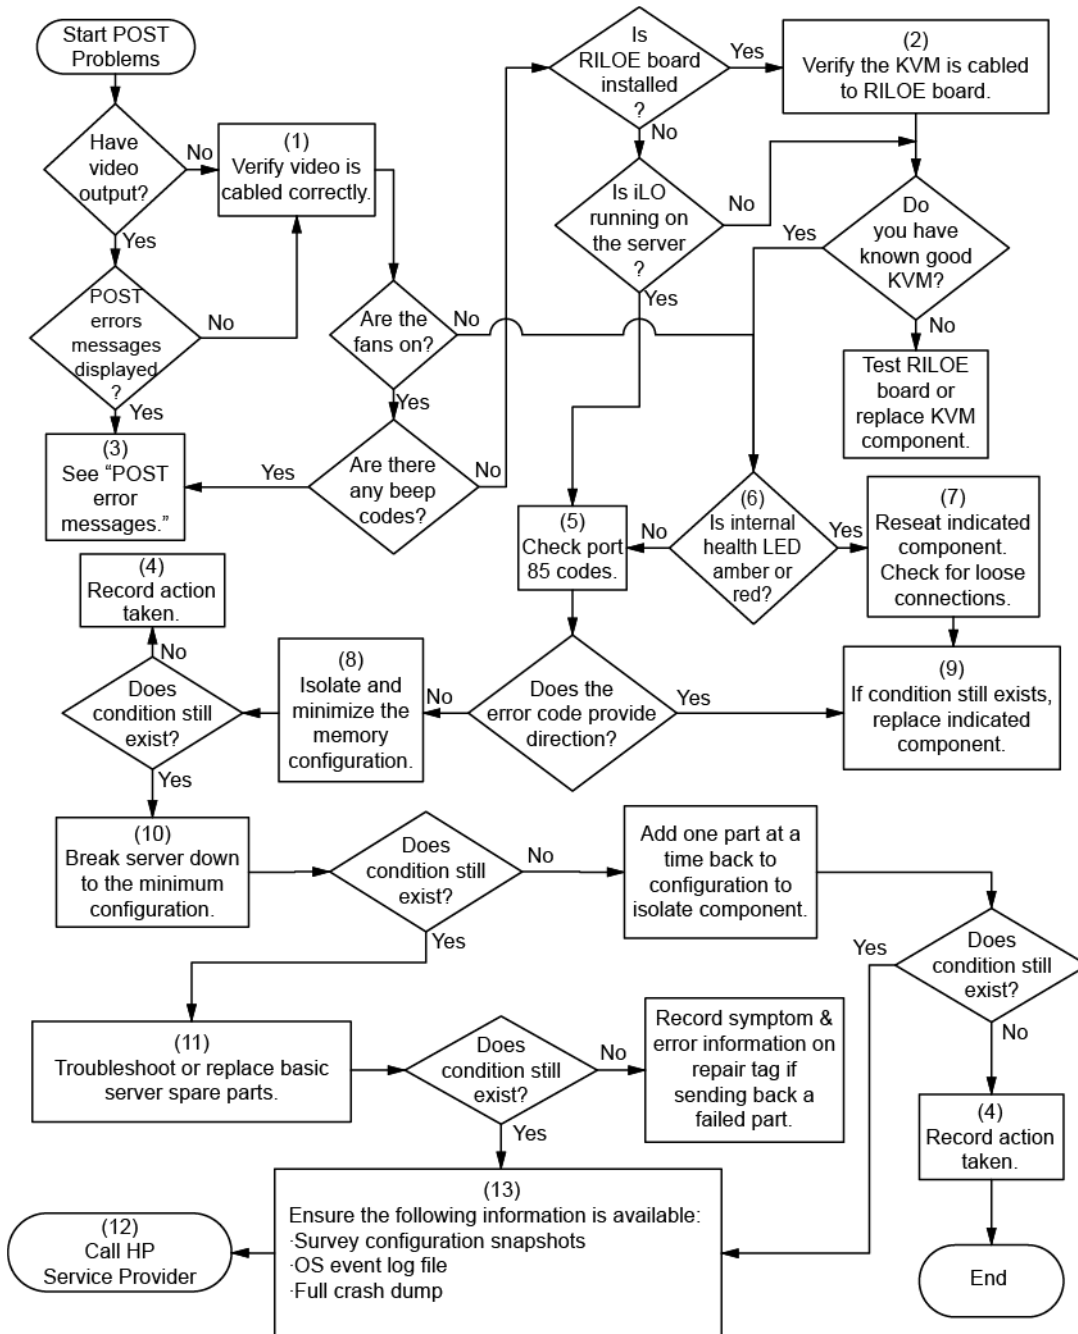 Start POST
Problems
Have
video
output?
No
Yes
(1)
Verify video is
cabled correctly.
Is
RILOE board
installed
?
Yes
No
(2)
Verify the KVM is cabled
to RILOE board.
Is iLO
running on
the server
?
No
Yes
Do
you have
known good
KVM?
Yes
No
Test RILOE
board or
replace KVM
component.
POST
errors
messages
displayed
?
No
Yes
Are the
fans on?
No
Yes
(3)
See “POST
error
messages.”
Are there
any beep
codes?
Yes
No
(5)
Check port
85 codes.
(6)
Is internal
health LED
amber or
red?
No
Yes
(7)
Reseat indicated
component.
Check for loose
connections.
(4)
Record action
taken.
No
Does
condition still
exist?
Yes
(8)
Isolate and
minimize the
memory
configuration.
No
Does the
error code provide
direction?
Yes
(9)
If condition still exists,
replace indicated
component.
(10)
Break server down
to the minimum
configuration.
Does
condition still
exist?
No
Yes
Add one part at a
time back to
configuration to
isolate component.
Does
condition still
exist?
Yes
No
(11)
Troubleshoot or replace basic
server spare parts.
Does
condition still
exist?
No
Yes
Record symptom &
error information on
repair tag if
sending back a
failed part.
(4)
Record action
taken.
(12)
Call HP
Service Provider
(13)
Ensure the following information is available:
·Survey configuration snapshots
·OS event log file
·Full crash dump
End